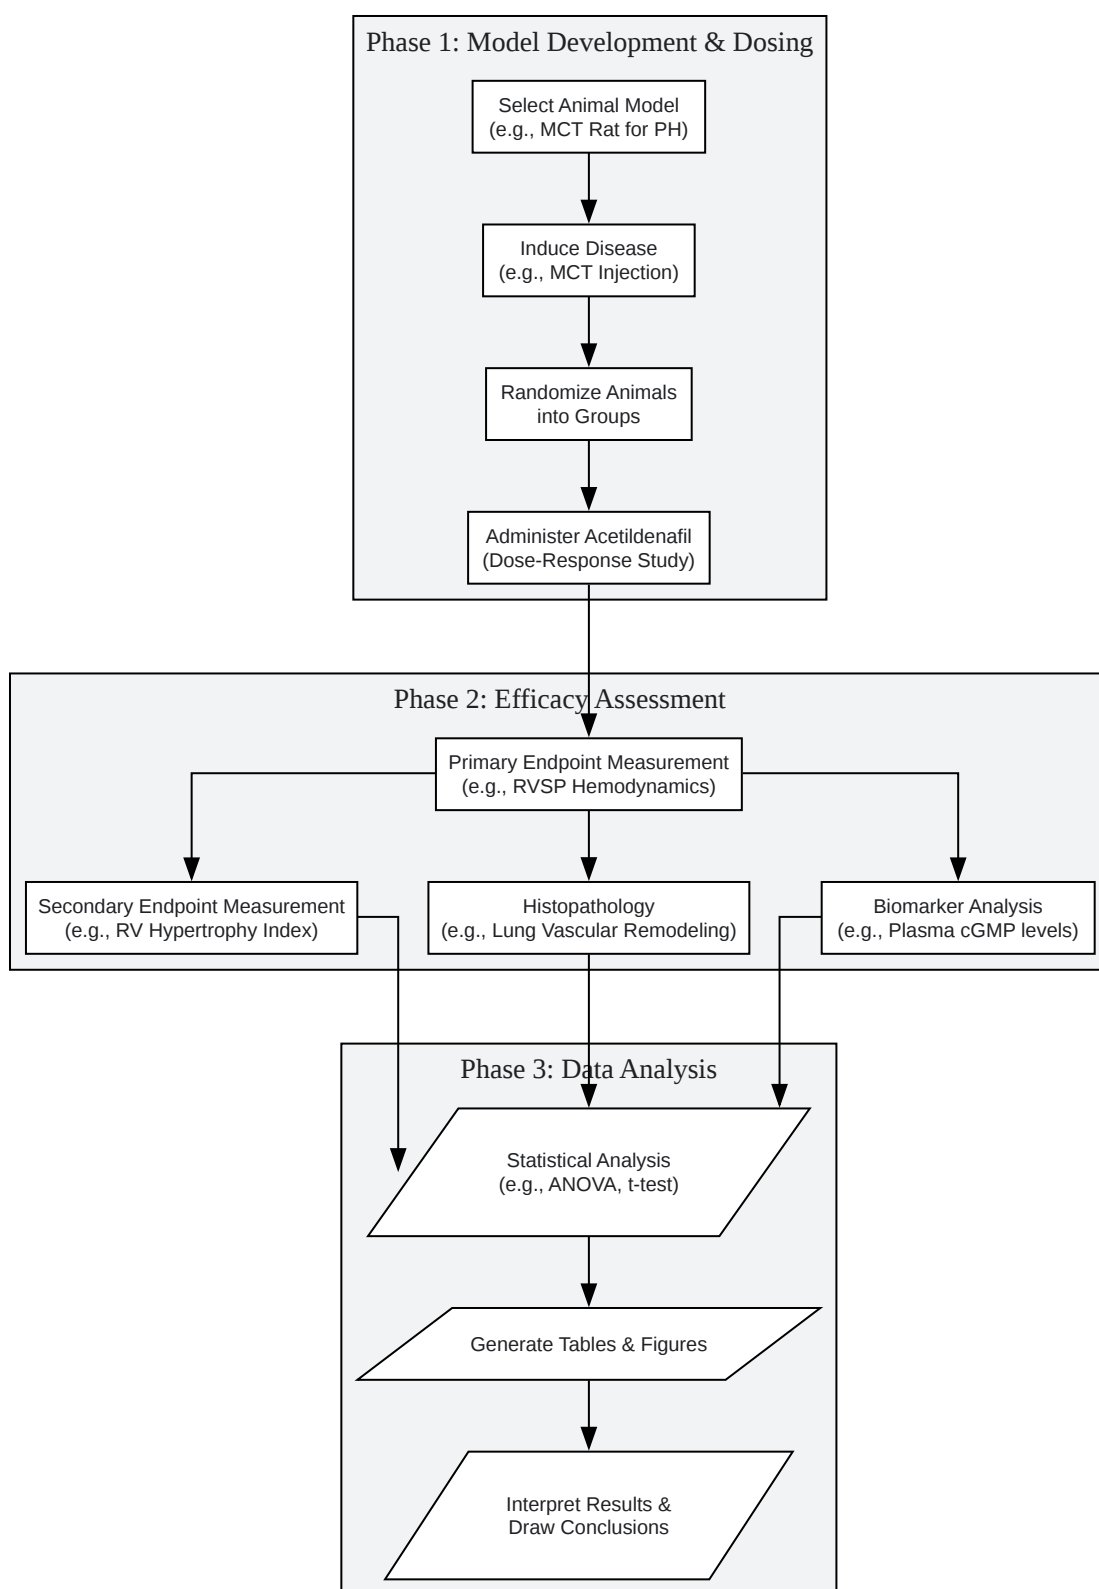 Phase 1: Model Development & Dosing
Select Animal Model
(e.g., MCT Rat for PH)
Induce Disease
(e.g., MCT Injection)
Randomize Animals
into Groups
Administer Acetildenafil
(Dose-Response Study)
Phase 2: Efficacy Assessment
Primary Endpoint Measurement
(e.g., RVSP Hemodynamics)
Secondary Endpoint Measurement
(e.g., RV Hypertrophy Index)
Histopathology
(e.g., Lung Vascular Remodeling)
Biomarker Analysis
(e.g., Plasma cGMP levels)
Phase 3: Data Analysis
Statistical Analysis
(e.g., ANOVA, t-test)
Generate Tables & Figures
Interpret Results &
Draw Conclusions